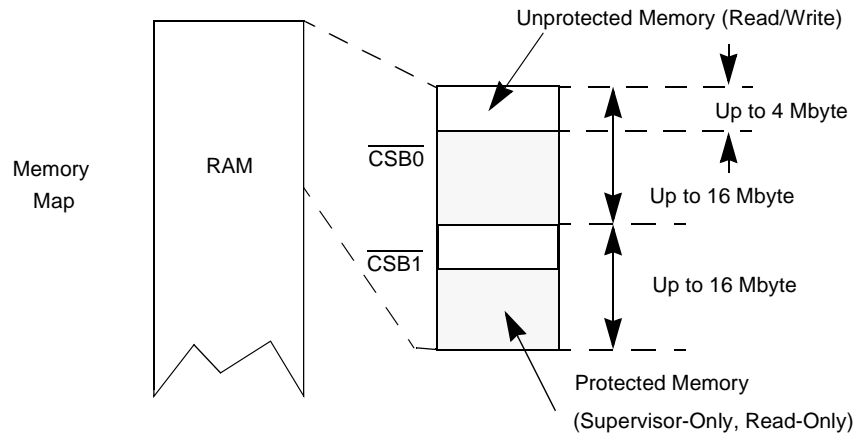 Unprotected Memory (Read/Write)
Up to 4 Mbyte
CSB0
Memory
Map
RAM
Up to 16 Mbyte
CSB1
Up to 16 Mbyte
Protected Memory
(Supervisor-Only, Read-Only)